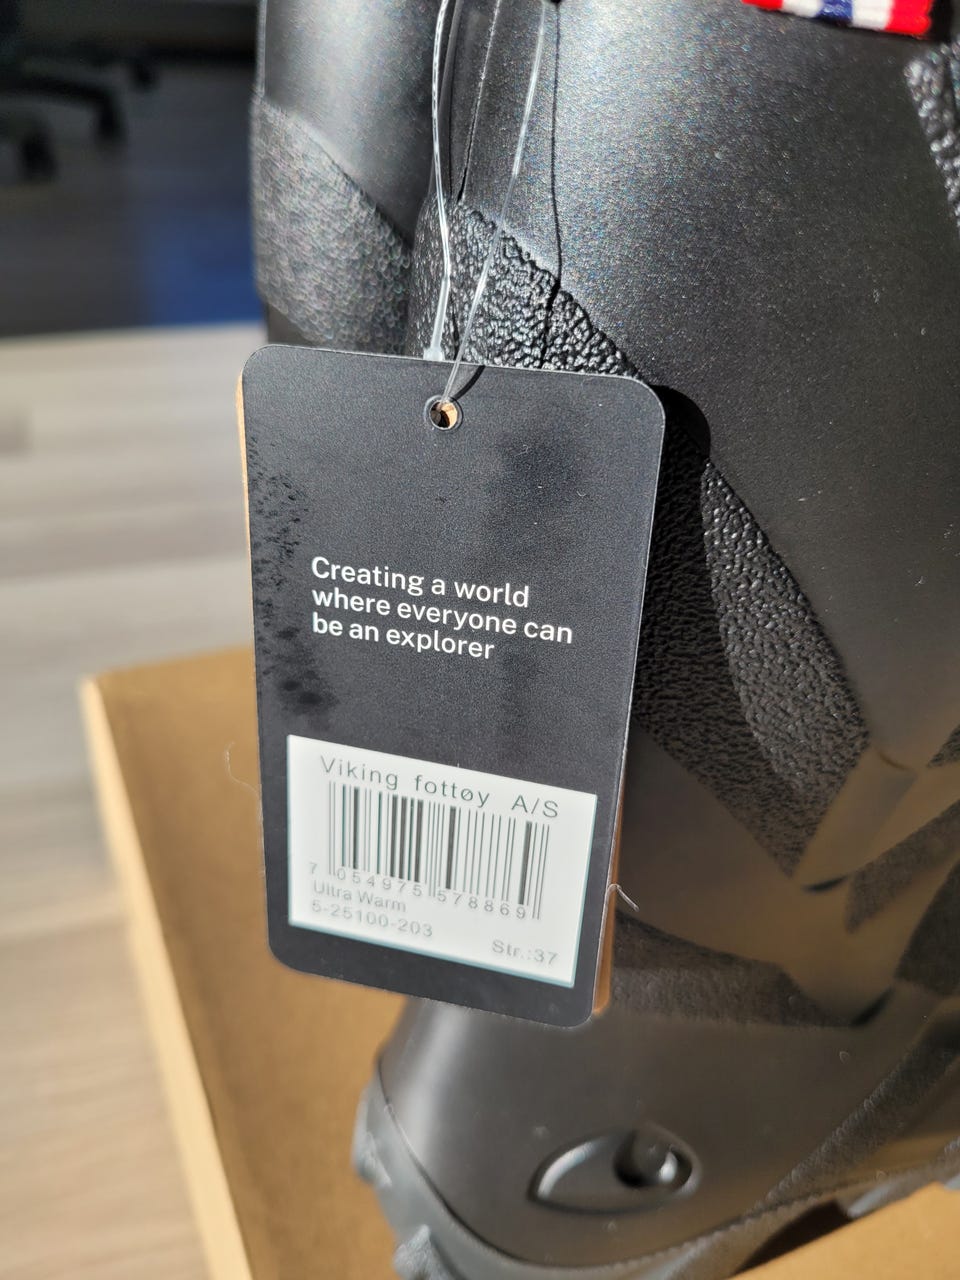 Creating a world
where everyone can
be an explorer
Viking fottøy A/S
7 054975 578869
Ultra Warm
5-25100-203
Str.:37